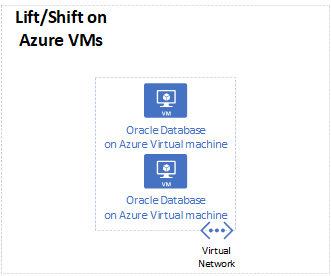 Lift/Shift on
Azure VMs
VM
Oracle Database
on Azure Virtual machine
VM
Oracle Database
on Azure Virtual machine
Virtual
Network